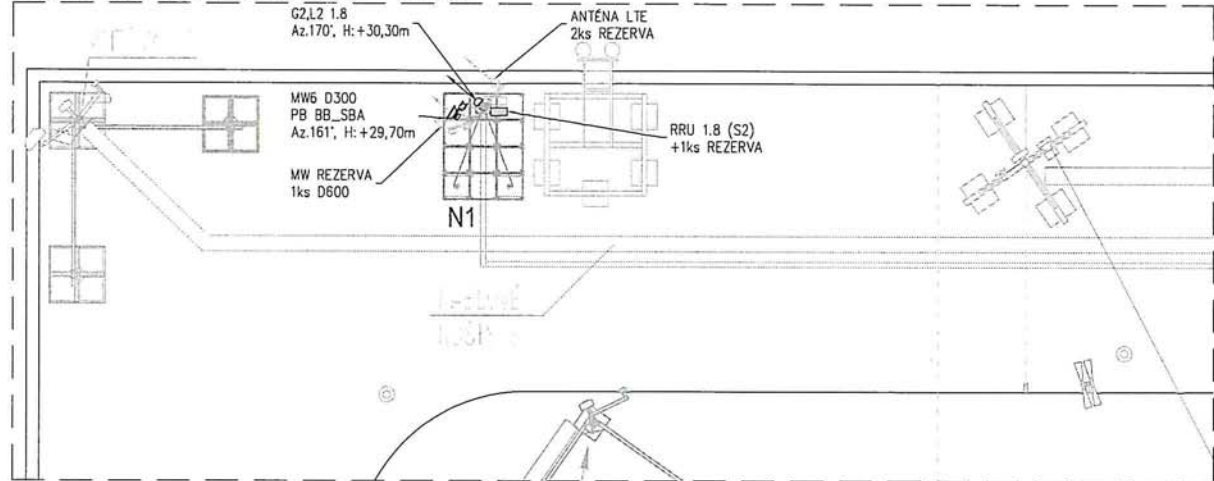 G2,L2 1.8
Az.170°, H:+30,30m
ANTÉNA LTE
2ks REZERVA
MW6 D300
PB BB_SBA
Az.161°, H:+29,70m
RRU 1.8 (S2)
+1ks REZERVA
MW REZERVA
1ks D600
N1